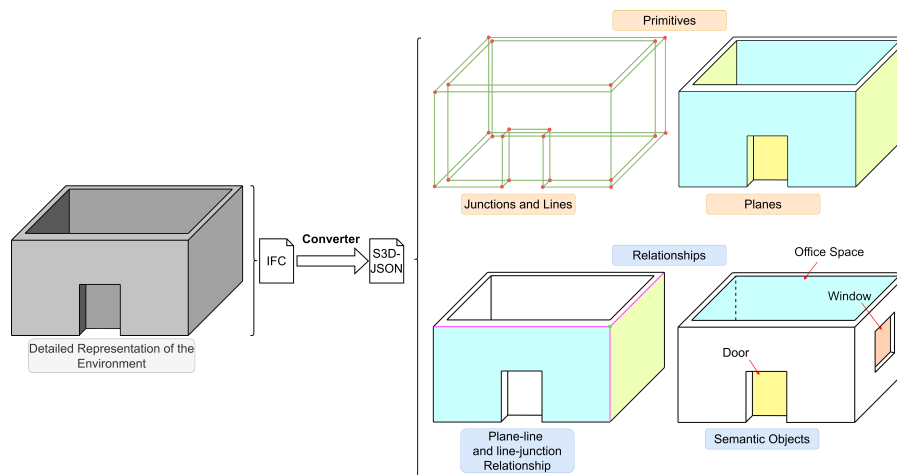 Primitives
Junctions and Lines
Planes
Detailed Representation of the
Environment
IFC
Converter
S3D-
JSON
Relationships
Office Space
Window
Door
Plane-line
and line-junction
Relationship
Semantic Objects